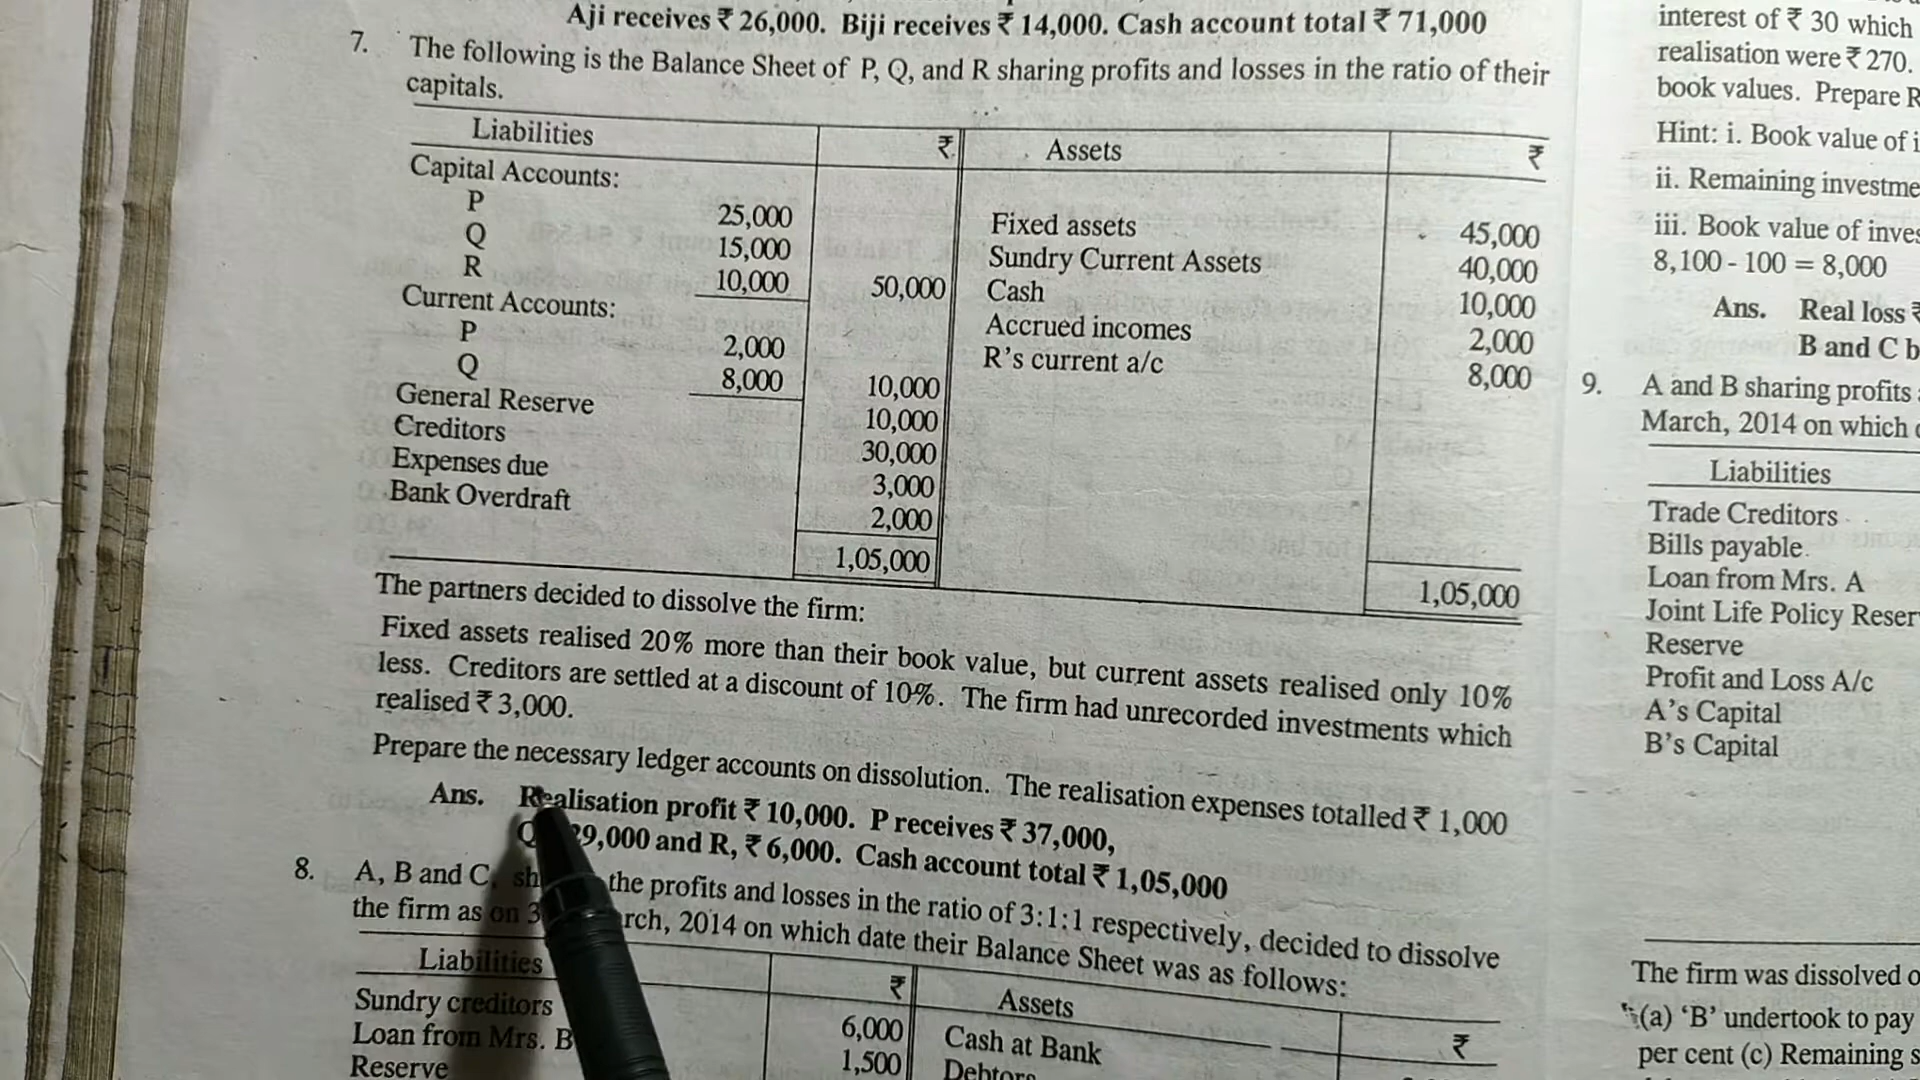 Aji receives ₹ 26,000. Biji receives ₹ 14,000. Cash account total ₹ 71,000
7. The following is the Balance Sheet of P, Q, and R sharing profits and losses in the ratio of their
capitals.
Liabilities ₹ Assets ₹
Capital Accounts:
P 25,000 Fixed assets 45,000
Q 15,000 Sundry Current Assets 40,000
R 10,000 50,000 Cash 10,000
Current Accounts: Accrued incomes 2,000
P 2,000 R's current a/c 8,000
Q 8,000 10,000
General Reserve 10,000
Creditors 30,000
Expenses due 3,000
Bank Overdraft 2,000
1,05,000 1,05,000
The partners decided to dissolve the firm:
Fixed assets realised 20% more than their book value, but current assets realised only 10%
less. Creditors are settled at a discount of 10%. The firm had unrecorded investments which
realised ₹ 3,000.
Prepare the necessary ledger accounts on dissolution. The realisation expenses totalled ₹ 1,000
Ans. Realisation profit ₹ 10,000. P receives ₹ 37,000,
Q 29,000 and R, ₹ 6,000. Cash account total ₹ 1,05,000
8. A, B and C, the profits and losses in the ratio of 3:1:1 respectively, decided to dissolve
the firm as on 3 rch, 2014 on which date their Balance Sheet was as follows:
Liabilities ₹ Assets ₹
Sundry creditors 6,000 Cash at Bank
Loan from Mrs. B 1,500 Debtors
Reserve
interest of ₹ 30 which
realisation were ₹ 270.
book values. Prepare R
Hint: i. Book value of i
ii. Remaining investme
iii. Book value of inves
8,100 - 100 = 8,000
Ans. Real loss ₹
B and C b
9. A and B sharing profits
March, 2014 on which
Liabilities
Trade Creditors
Bills payable
Loan from Mrs. A
Joint Life Policy Reser
Reserve
Profit and Loss A/c
A's Capital
B's Capital
The firm was dissolved o
(a) 'B' undertook to pay
per cent (c) Remaining s